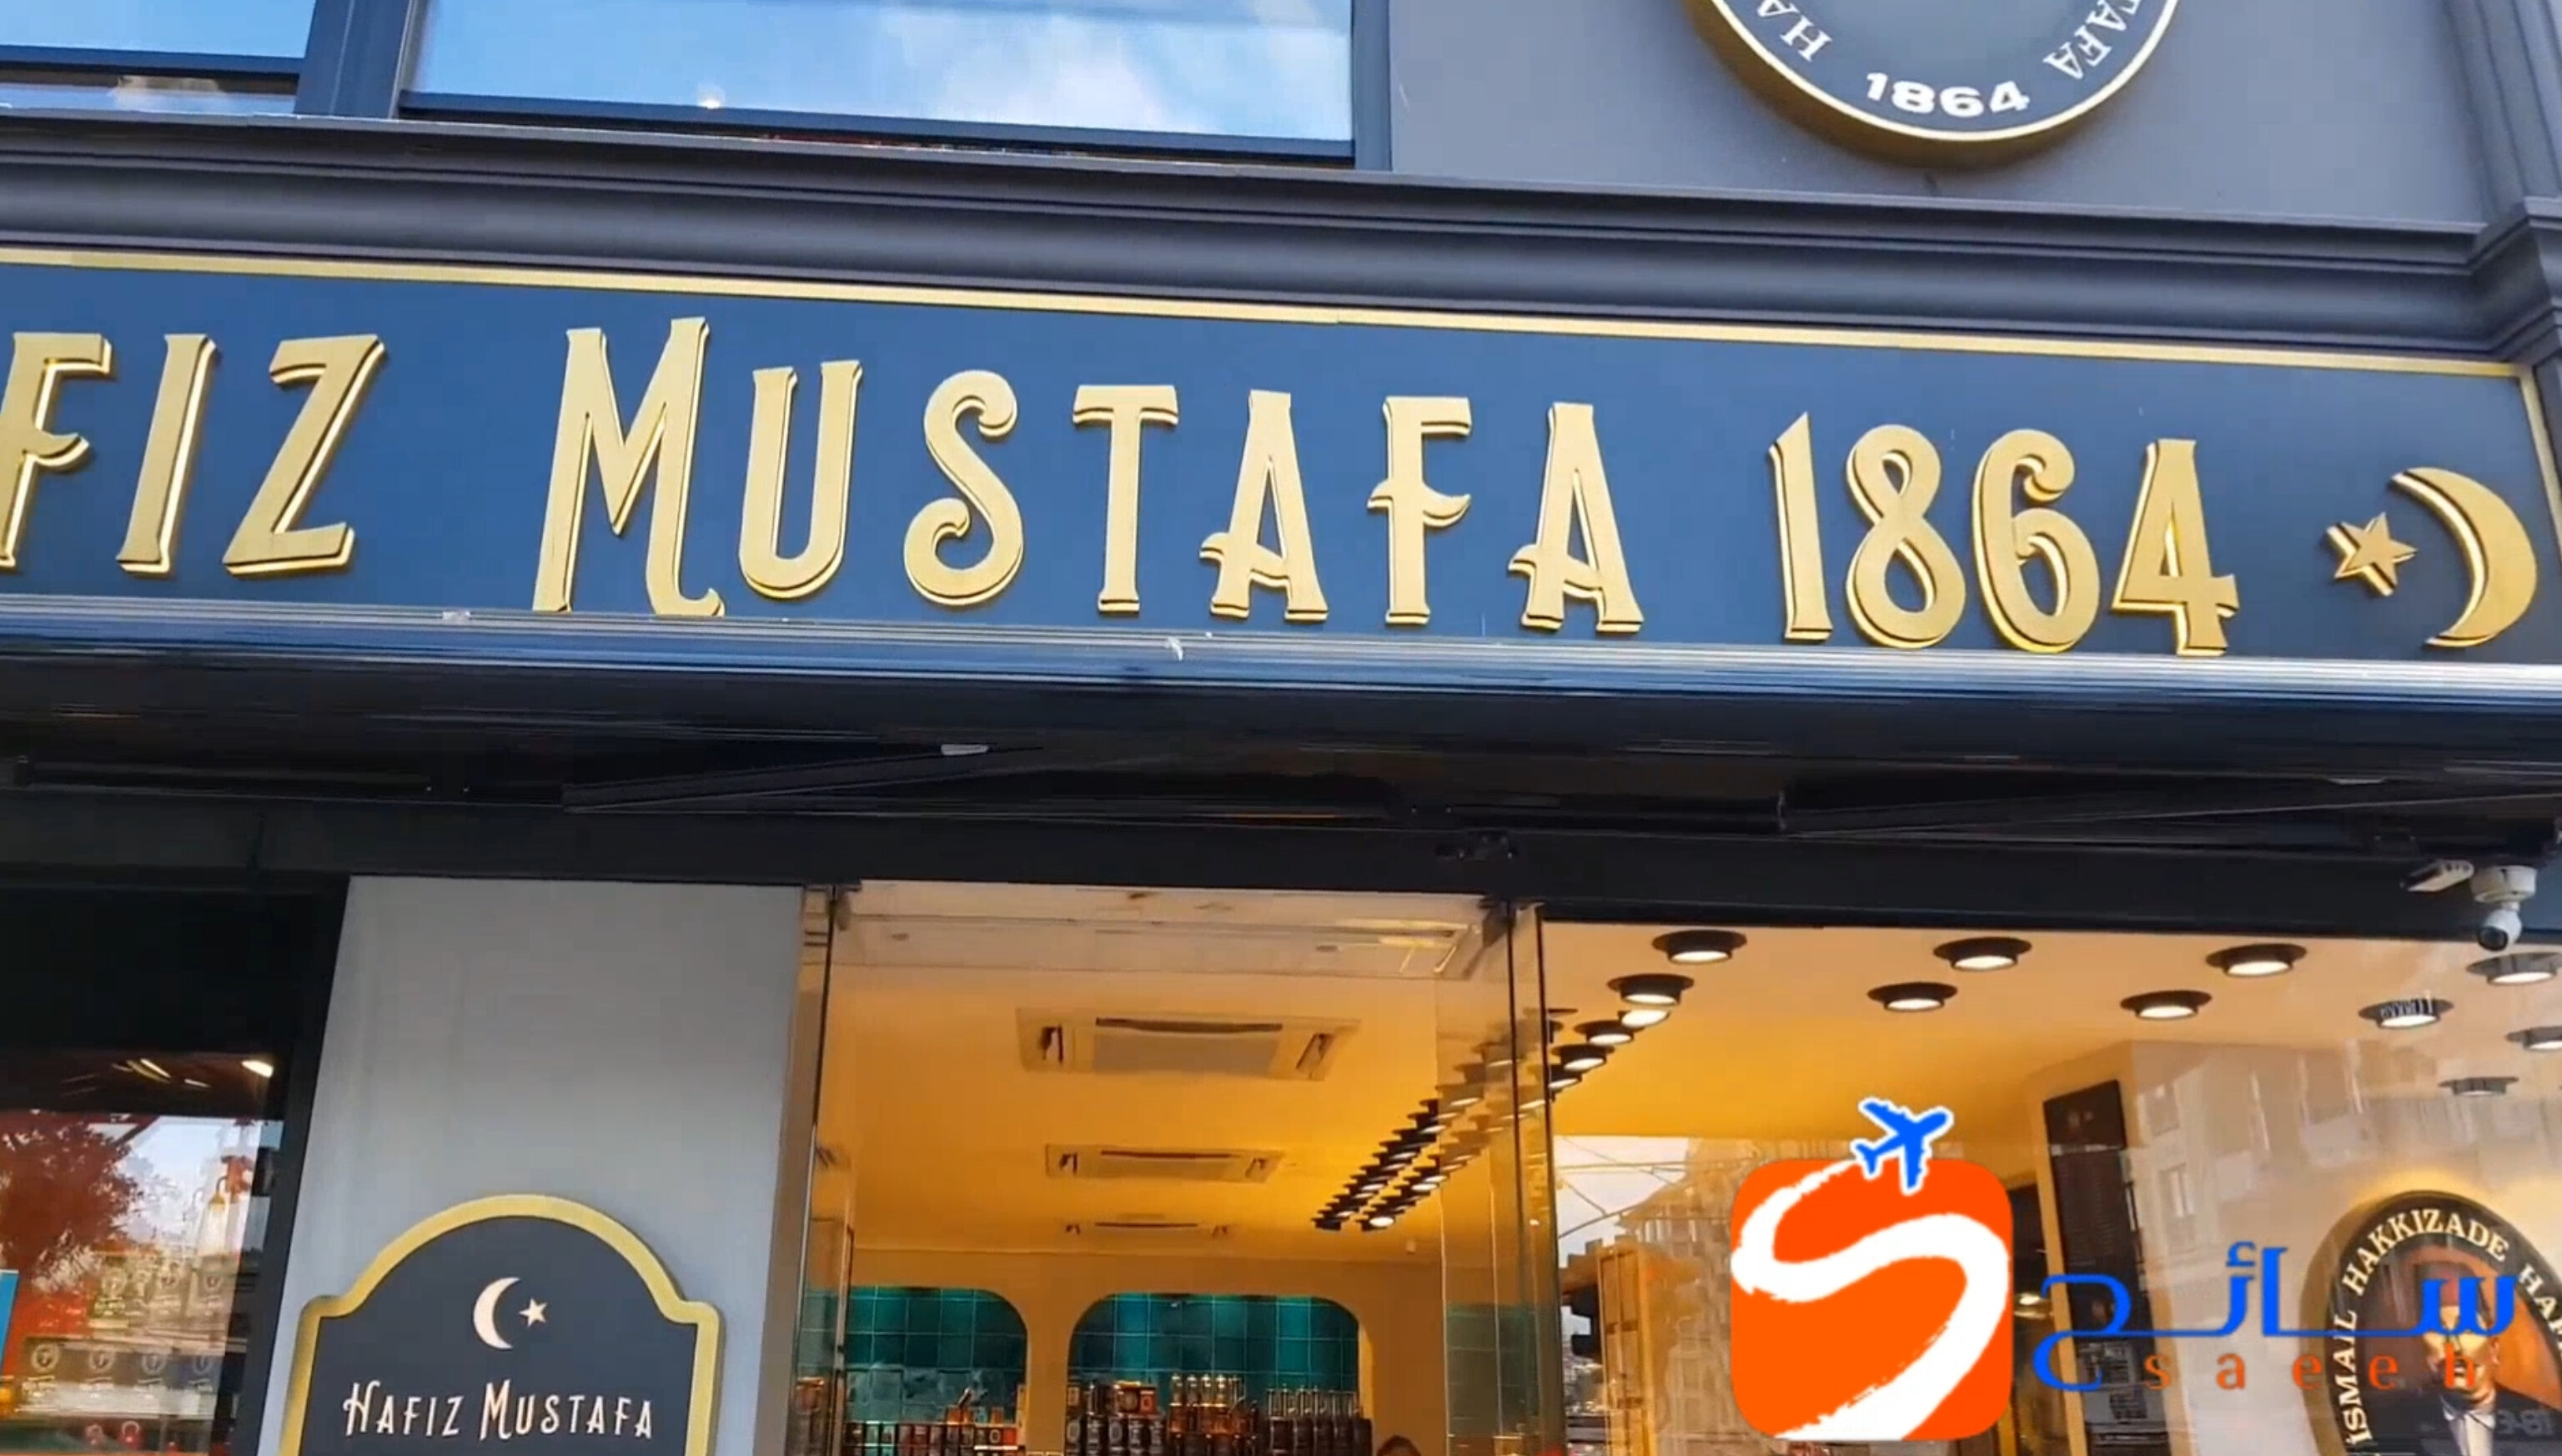 1864
FIZ MUSTAFA 1864
HAFIZ MUSTAFA
ISMAIL HAKKIZADE
سائح
saeeh